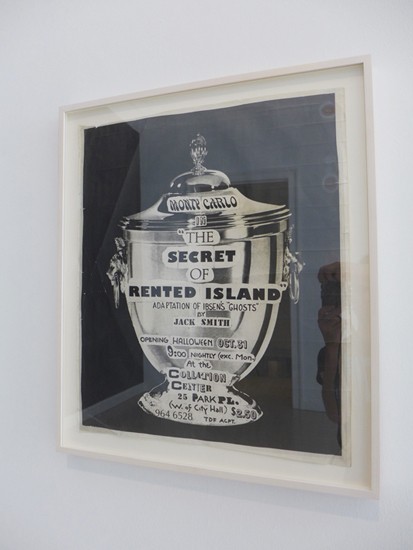 MONTE CARLO
IS
"THE
SECRET
OF
RENTED ISLAND"
ADAPTATION OF IBSENS "GHOSTS"
BY
JACK SMITH
OPENING HALLOWEEN OCT. 31
9:00 NIGHTLY (EXC. Mon.
At the
COLLATION
CENTER
25 PARK PL.
(W. of City Hall) $2.50
964 6528 TDF ACPT.